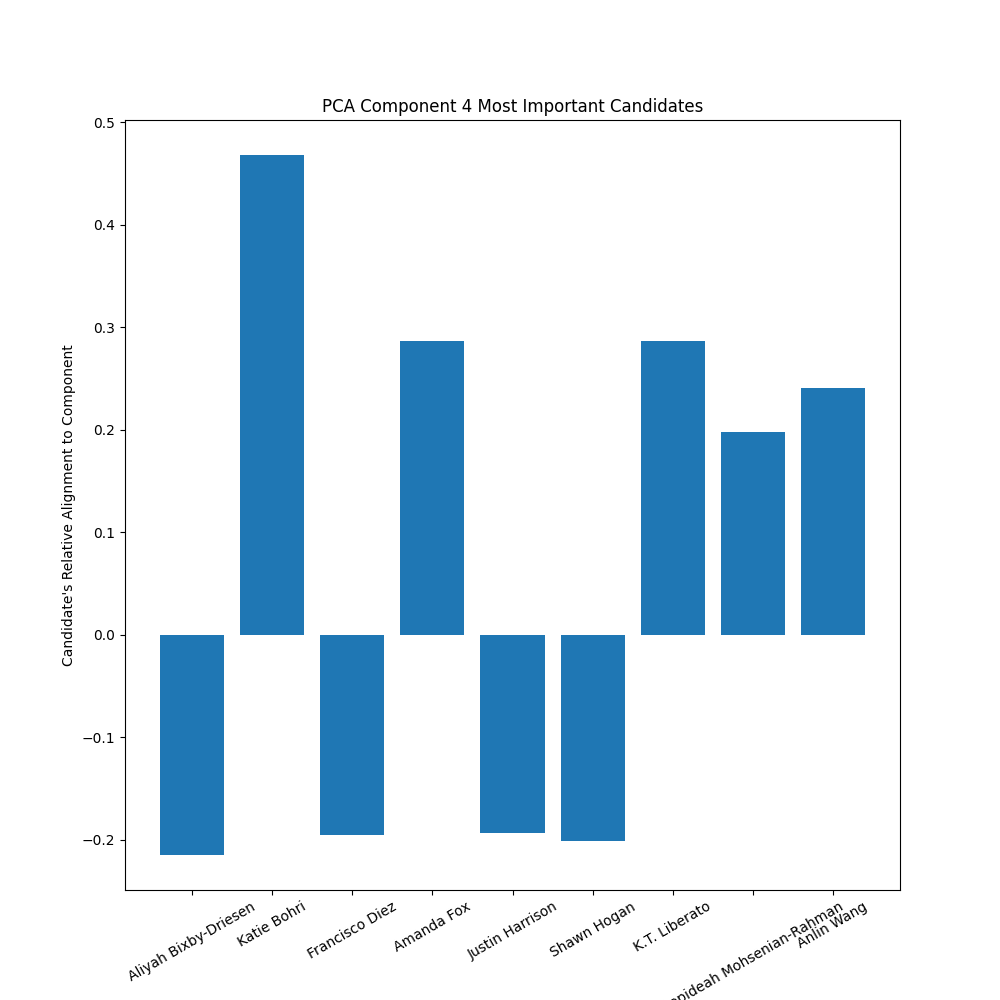 PCA Component 4 Most Important Candidates
Candidate's Relative Alignment to Component
0.5
0.4
0.3
0.2
0.1
0.0
−0.1
−0.2
Aliyah Bixby-Driesen
Katie Bohri
Francisco Diez
Amanda Fox
Justin Harrison
Shawn Hogan
K.T. Liberato
Mohsenian-Rahman
Anlin Wang